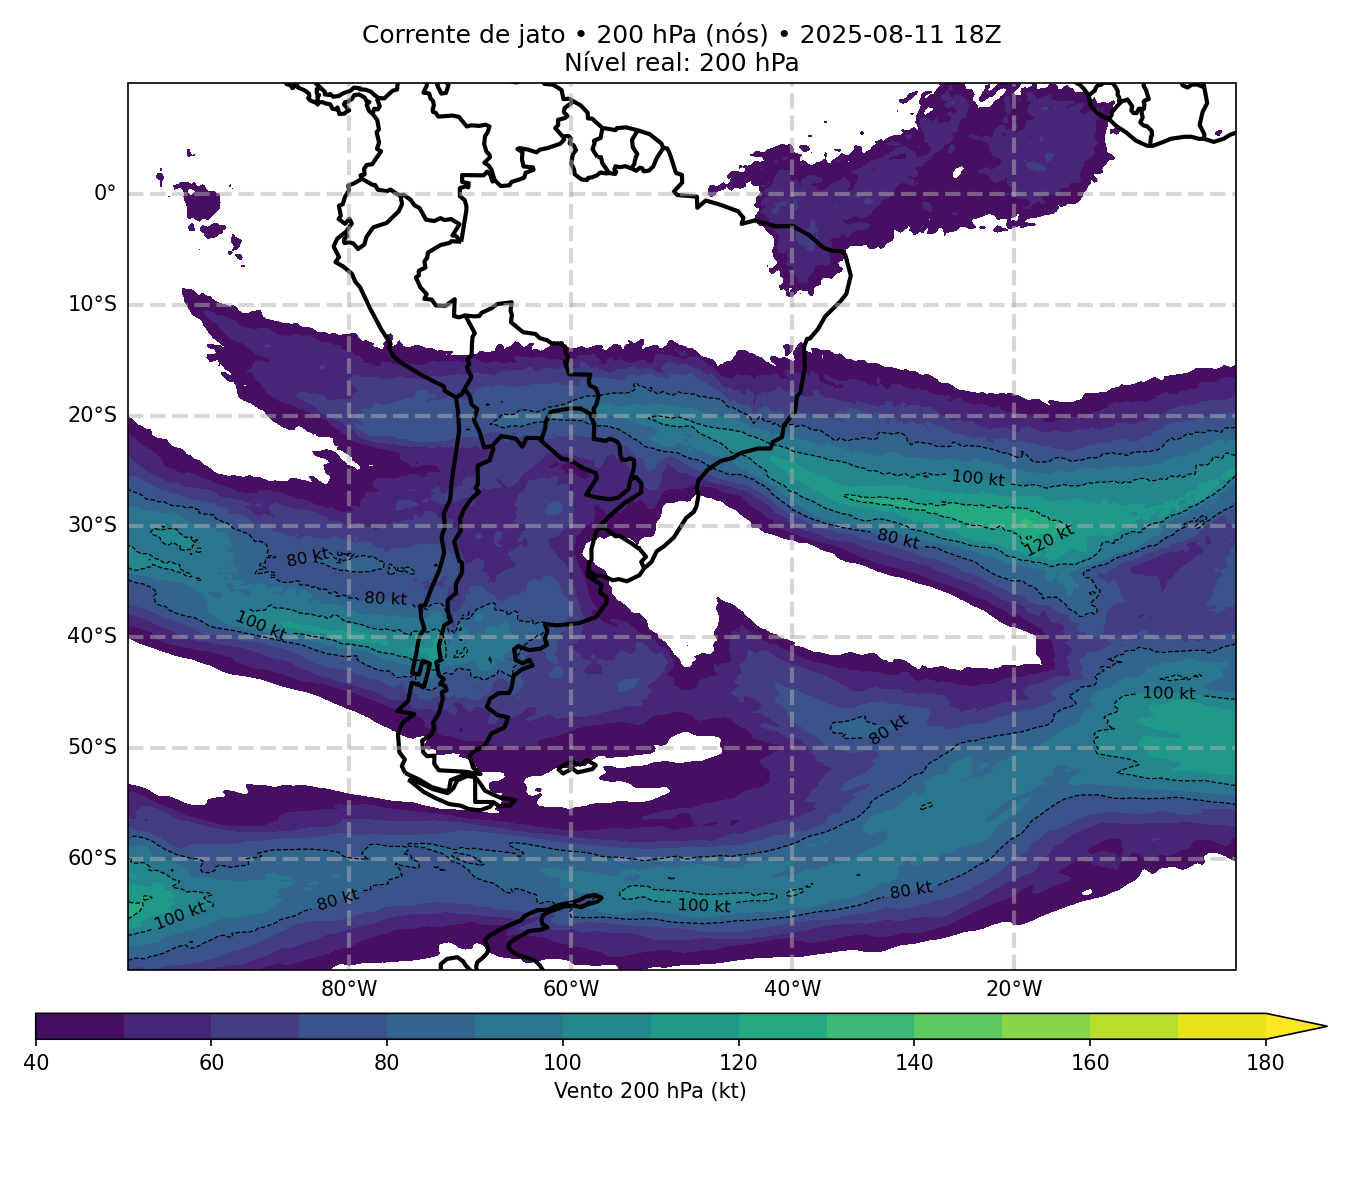 Corrente de jato • 200 hPa (nós) • 2025-08-11 18Z
Nível real: 200 hPa
0°
10°S
20°S
100 kt
30°S
80 kt
120 kt
80 kt
80 kt
100 kt
40°S
100 kt
80 kt
50°S
60°S
80 kt
80 kt
100 kt
100 kt
80°W 60°W 40°W 20°W
40 60 80 100 120 140 160 180
Vento 200 hPa (kt)